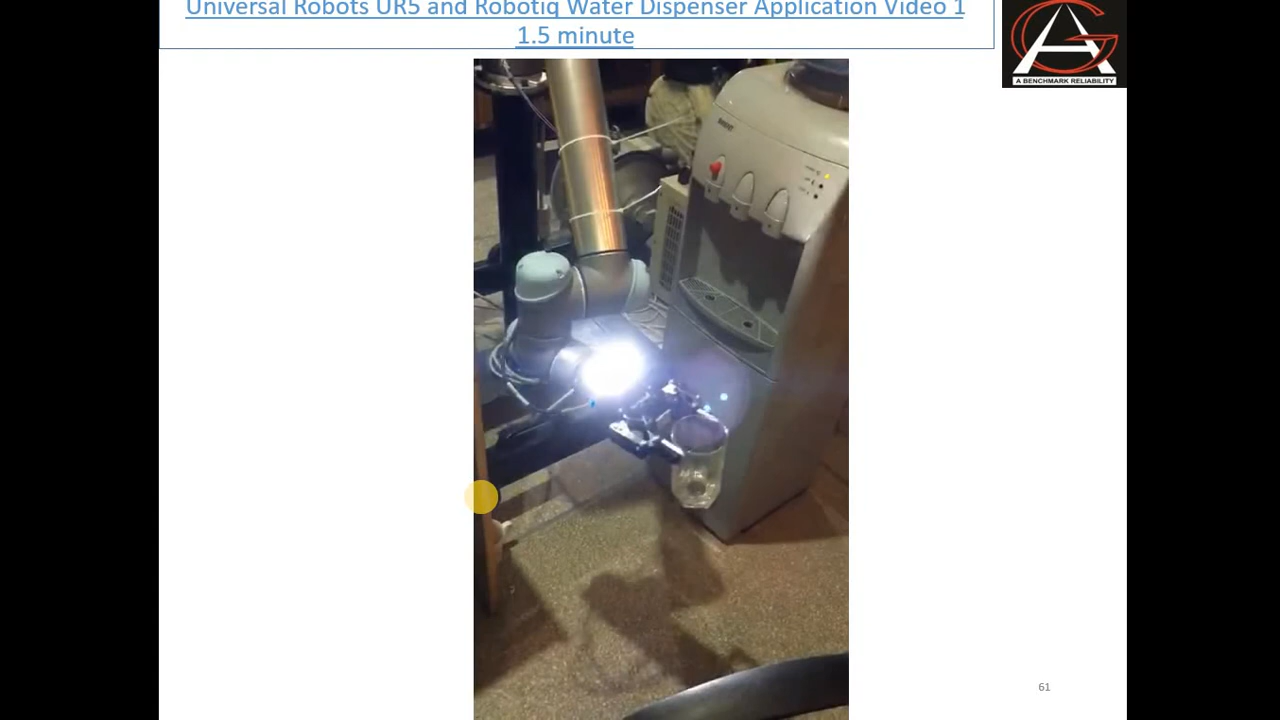 Universal Robots UR5 and Robotiq Water Dispenser Application Video 1
1.5 minute
A BENCHMARK RELIABILITY
61